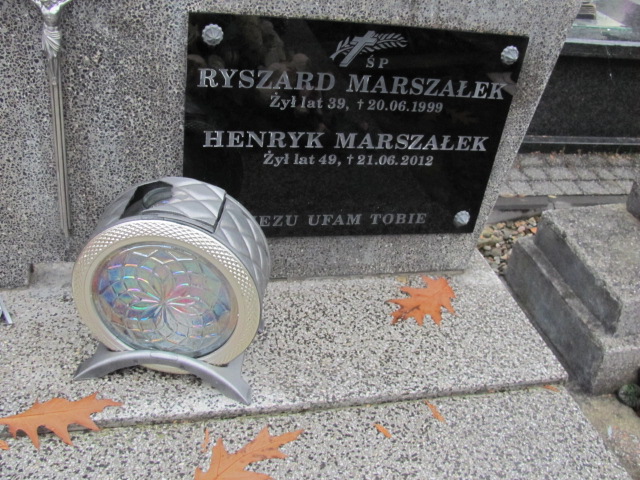 ŚP
RYSZARD MARSZAŁEK
Żył lat 39, † 20.06.1999
HENRYK MARSZAŁEK
Żył lat 49, † 21.06.2012
EZU UFAM TOBIE